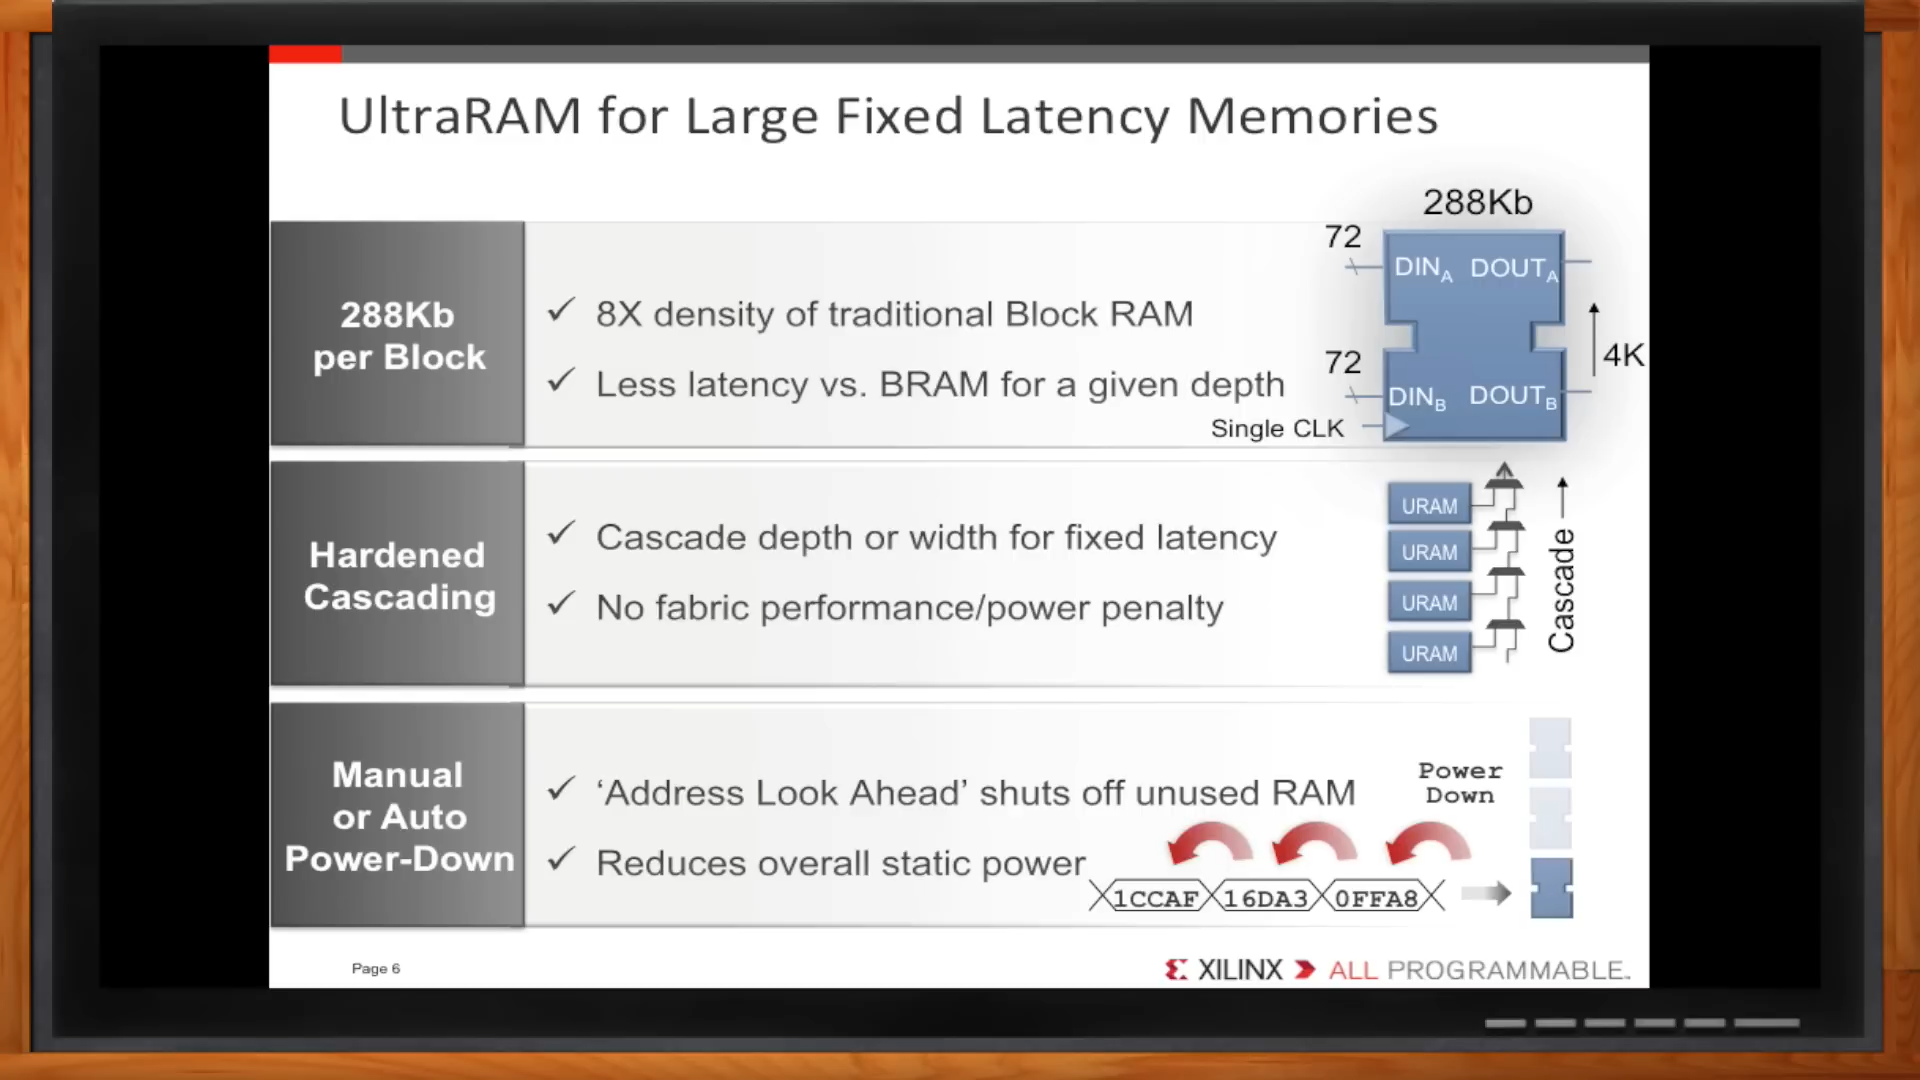 UltraRAM for Large Fixed Latency Memories
288Kb
per Block
✓ 8X density of traditional Block RAM
✓ Less latency vs. BRAM for a given depth
288Kb
72
DINA DOUTA
4K
72
DINB DOUTB
Single CLK
Hardened
Cascading
✓ Cascade depth or width for fixed latency
✓ No fabric performance/power penalty
URAM
URAM
URAM
URAM
Cascade
Manual
or Auto
Power-Down
✓ ‘Address Look Ahead’ shuts off unused RAM
✓ Reduces overall static power
Power
Down
1CCAF 16DA3 0FFA8
Page 6
XILINX ALL PROGRAMMABLE™